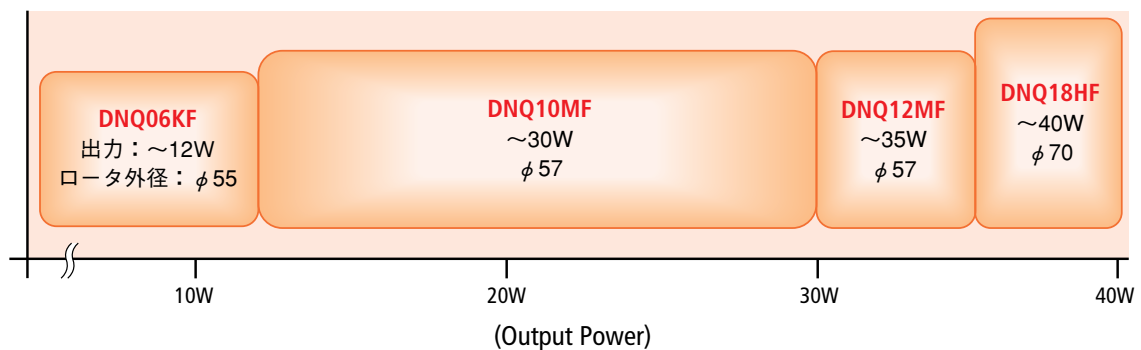 DNQ06KF
出力：～12W
ロータ外径：φ55
DNQ10MF
～30W
φ57
DNQ12MF
～35W
φ57
DNQ18HF
～40W
φ70
10W
20W
30W
40W
(Output Power)